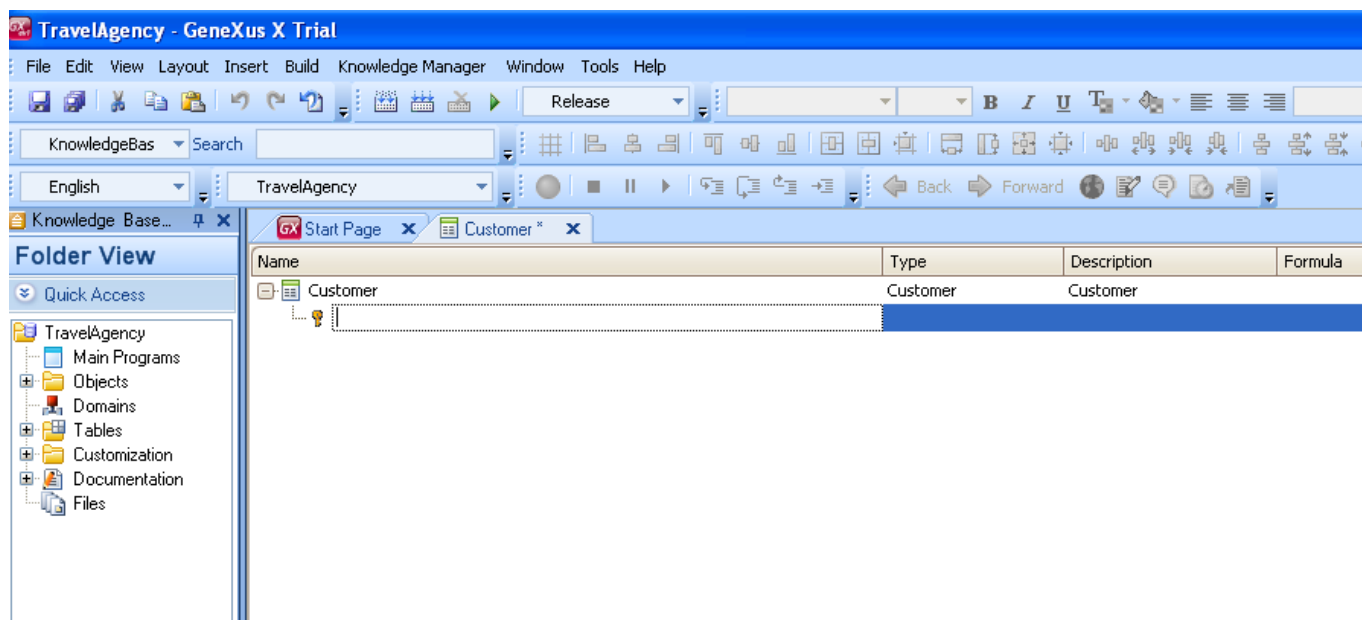 TravelAgency - GeneXus X Trial
File Edit View Layout Insert Build Knowledge Manager Window Tools Help
Release B I U T
KnowledgeBas Search
English TravelAgency Back Forward
Knowledge Base... GX Start Page Customer *
Folder View Name Type Description Formula
Quick Access Customer Customer Customer
TravelAgency
Main Programs
Objects
Domains
Tables
Customization
Documentation
Files